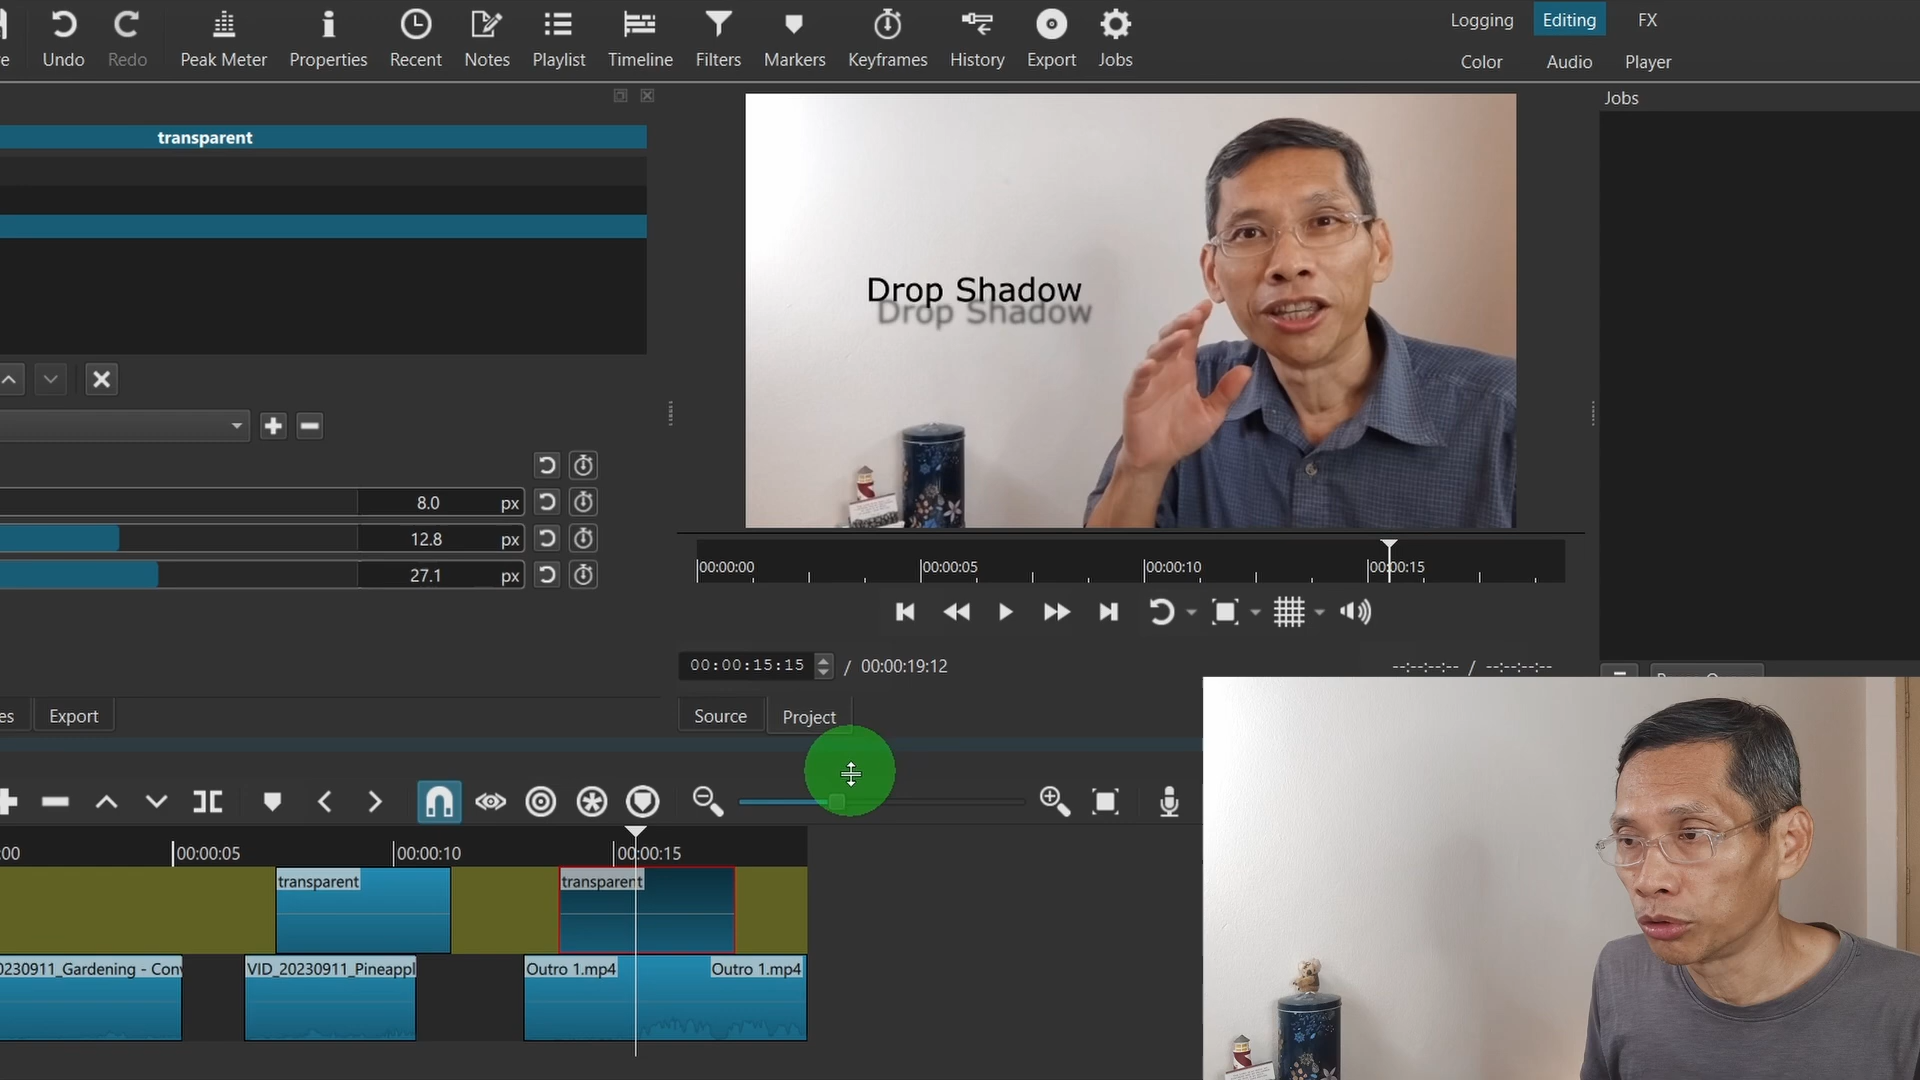 Undo
Redo
Peak Meter
Properties
Recent
Notes
Playlist
Timeline
Filters
Markers
Keyframes
History
Export
Jobs
Logging
Editing
FX
Color
Audio
Player
transparent
8.0 px
12.8 px
27.1 px
Export
Jobs
Drop Shadow
Drop Shadow
00:00:00
00:00:05
00:00:10
00:00:15
00:00:15:15 / 00:00:19:12
--:--:--:-- / --:--:--:--
Source
Project
:00
00:00:05
00:00:10
00:00:15
transparent
transparent
0230911_Gardening - Con
VID_20230911_Pineappl
Outro 1.mp4
Outro 1.mp4